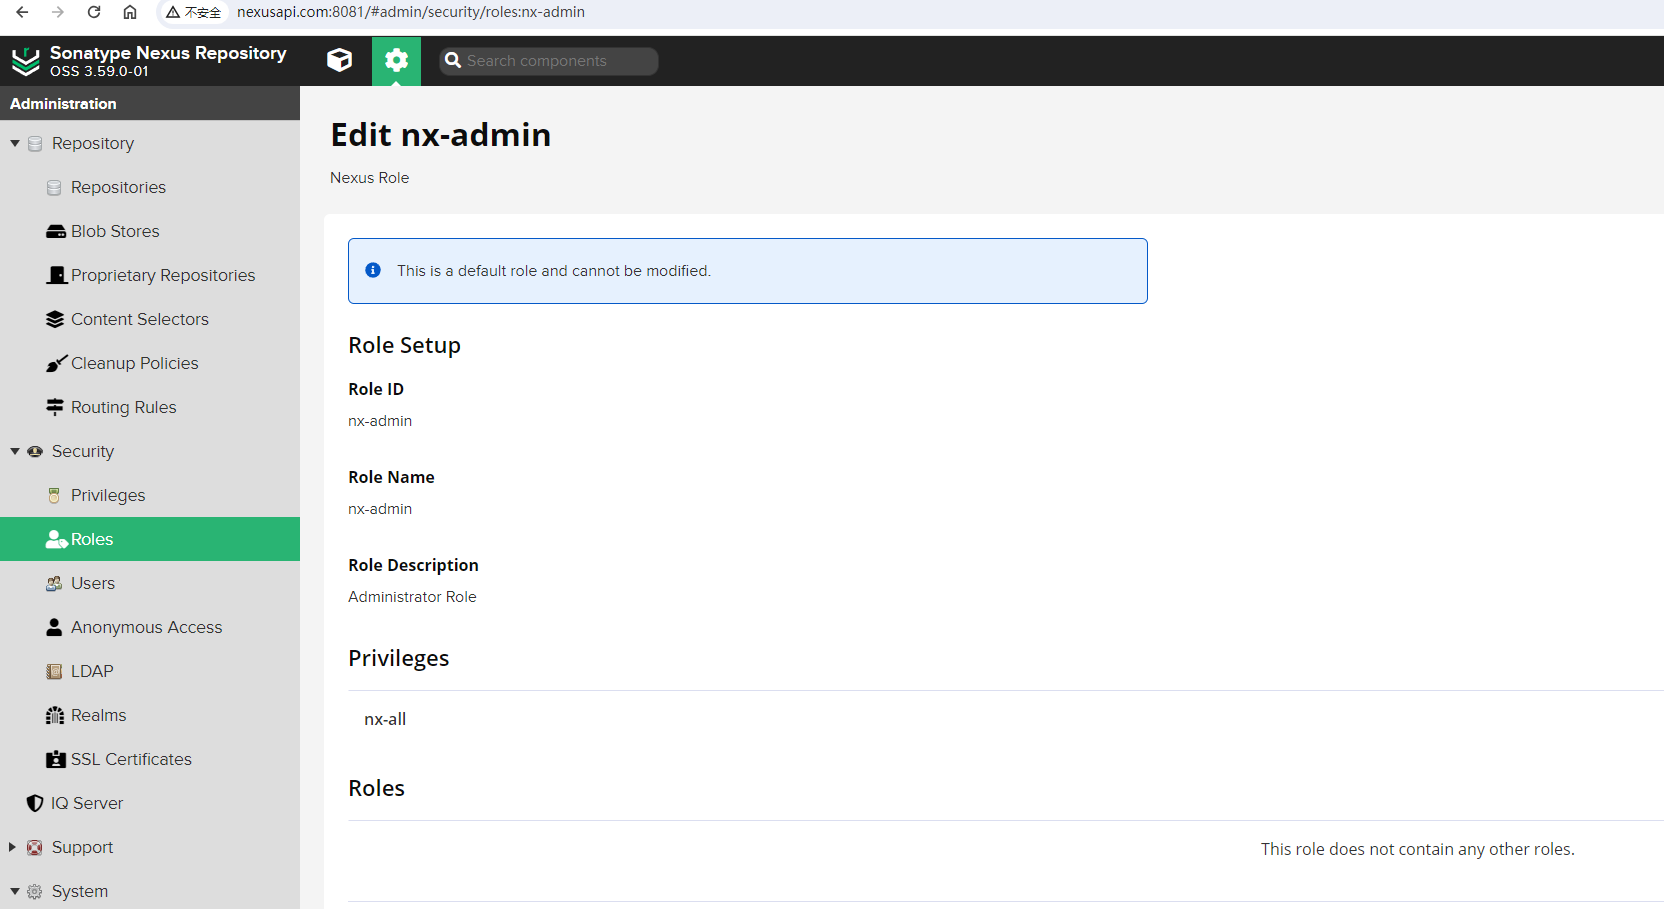 不安全
nexusapi.com:8081/#admin/security/roles:nx-admin
Sonatype Nexus Repository
OSS 3.59.0-01
Search components
Administration
Repository
Repositories
Blob Stores
Proprietary Repositories
Content Selectors
Cleanup Policies
Routing Rules
Security
Privileges
Roles
Users
Anonymous Access
LDAP
Realms
SSL Certificates
IQ Server
Support
System
Edit nx-admin
Nexus Role
This is a default role and cannot be modified.
Role Setup
Role ID
nx-admin
Role Name
nx-admin
Role Description
Administrator Role
Privileges
nx-all
Roles
This role does not contain any other roles.